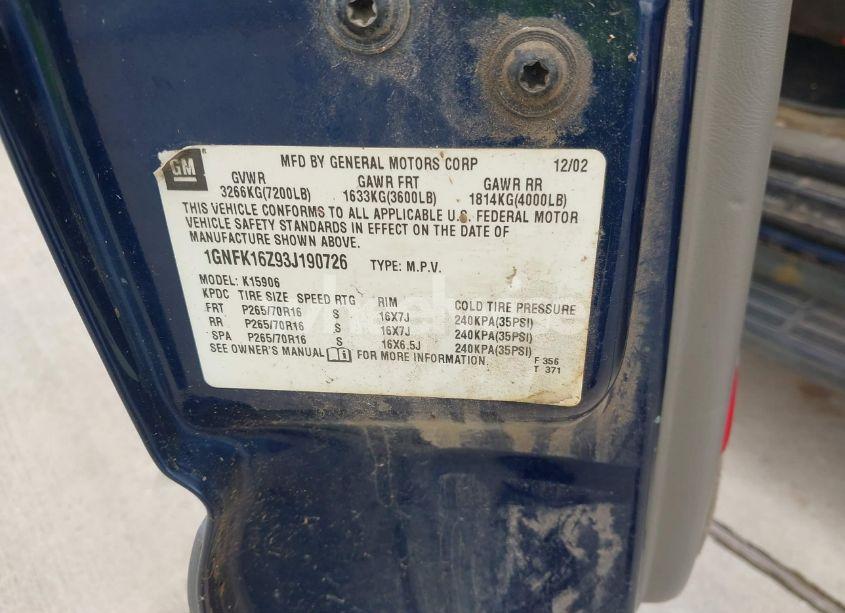 GM
MFD BY GENERAL MOTORS CORP 12/02
GVWR GAWR FRT GAWR RR
3266KG(7200LB) 1633KG(3600LB) 1814KG(4000LB)
THIS VEHICLE CONFORMS TO ALL APPLICABLE U.S. FEDERAL MOTOR
VEHICLE SAFETY STANDARDS IN EFFECT ON THE DATE OF
MANUFACTURE SHOWN ABOVE.
1GNFK16Z93J190726 TYPE: M.P.V.
MODEL: K15906
KPDC TIRE SIZE SPEED RTG RIM COLD TIRE PRESSURE
FRT P265/70R16 S 16X7J 240KPA(35PSI)
RR P265/70R16 S 16X7J 240KPA(35PSI)
SPA P265/70R16 S 16X6.5J 240KPA(35PSI)
SEE OWNER'S MANUAL FOR MORE INFORMATION.
F 356
T 371